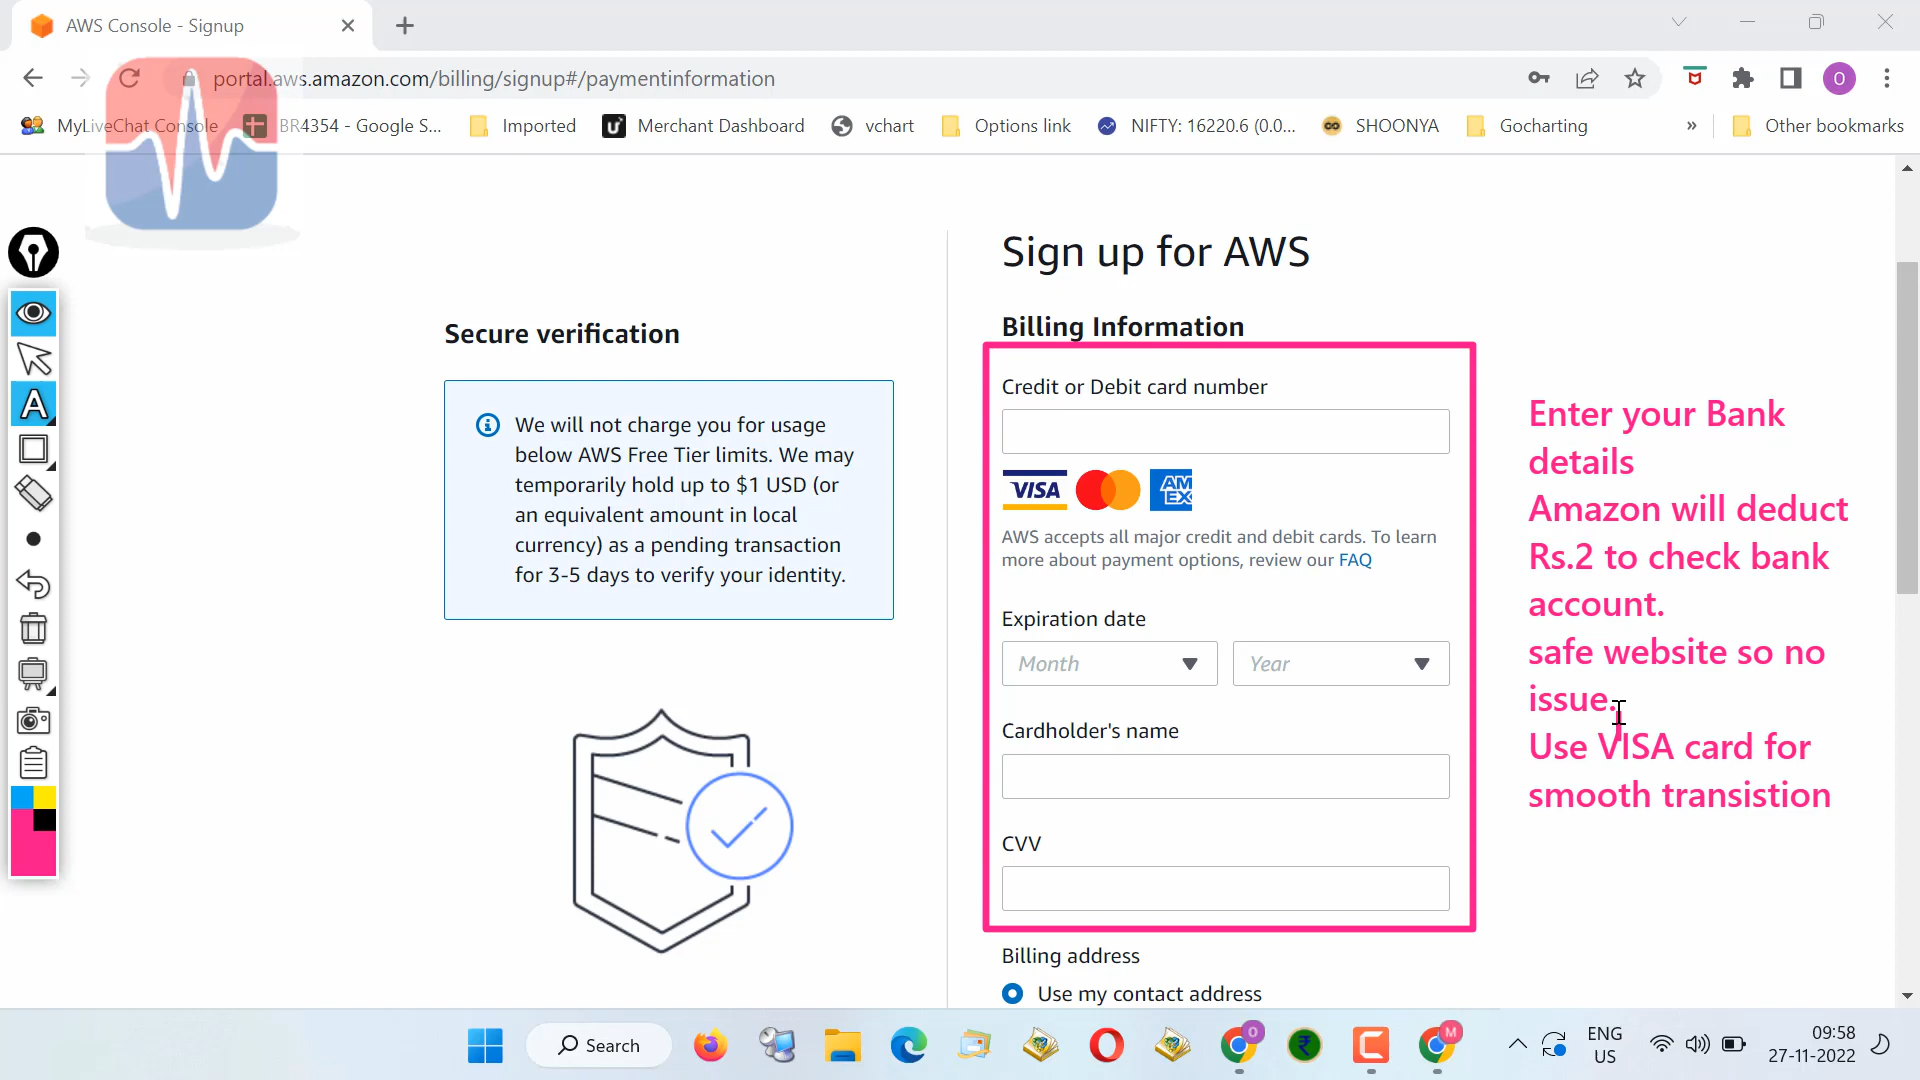 AWS Console - Signup
portal.aws.amazon.com/billing/signup#/paymentinformation
O
MyLiveChat Console
BR4354 - Google S...
Imported
Merchant Dashboard
vchart
Options link
NIFTY: 16220.6 (0.0...
SHOONYA
Gocharting
»
Other bookmarks
Secure verification
We will not charge you for usage
below AWS Free Tier limits. We may
temporarily hold up to $1 USD (or
an equivalent amount in local
currency) as a pending transaction
for 3-5 days to verify your identity.
Sign up for AWS
Billing Information
Credit or Debit card number
VISA
AM
EX
AWS accepts all major credit and debit cards. To learn
more about payment options, review our FAQ
Expiration date
Month
Year
Cardholder's name
CVV
Billing address
Use my contact address
Enter your Bank
details
Amazon will deduct
Rs.2 to check bank
account.
safe website so no
issue.
Use VISA card for
smooth transistion
A
Search
O
₹
M
ENG
US
09:58
27-11-2022